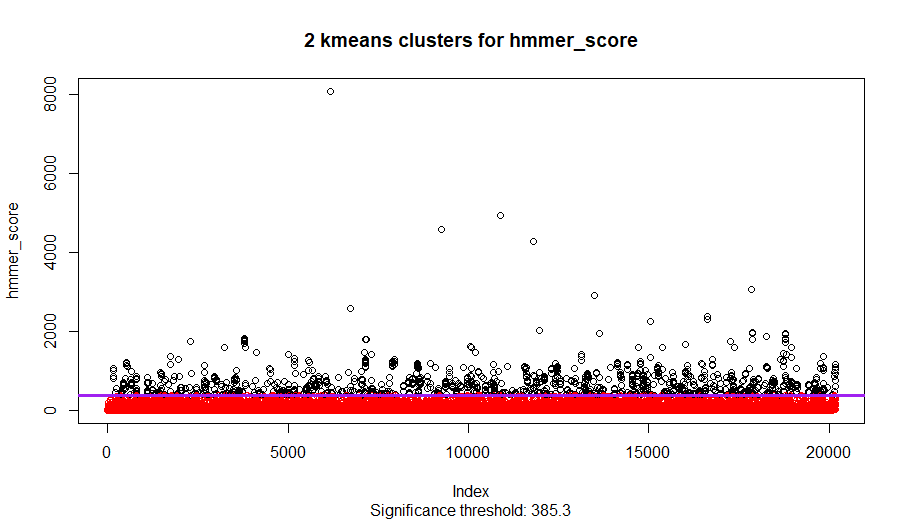 2 kmeans clusters for hmmer_score
hmmer_score
8000
6000
4000
2000
0
0 5000 10000 15000 20000
Index
Significance threshold: 385.3